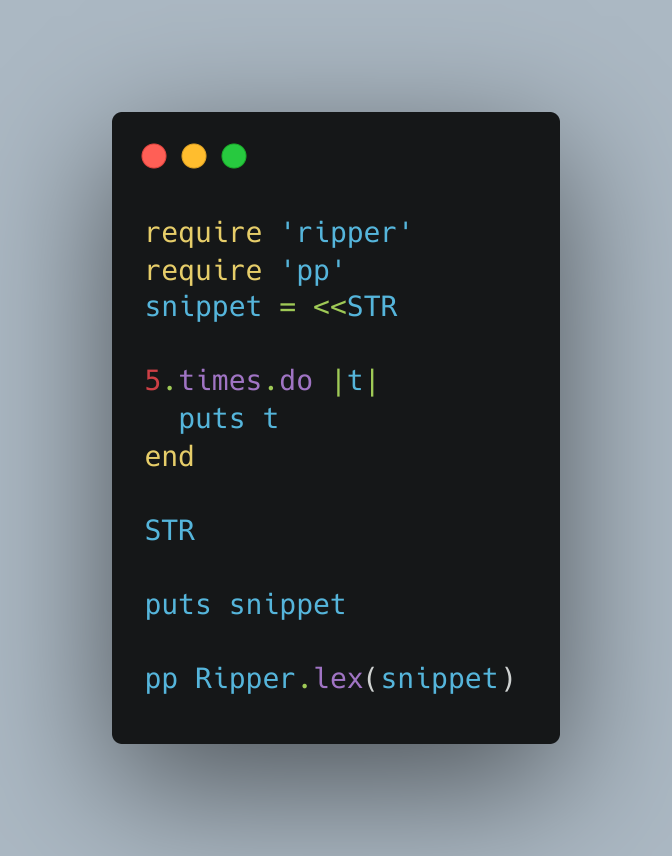 require 'ripper'
require 'pp'
snippet = <<STR
5.times.do |t|
  puts t
end
STR
puts snippet
pp Ripper.lex(snippet)